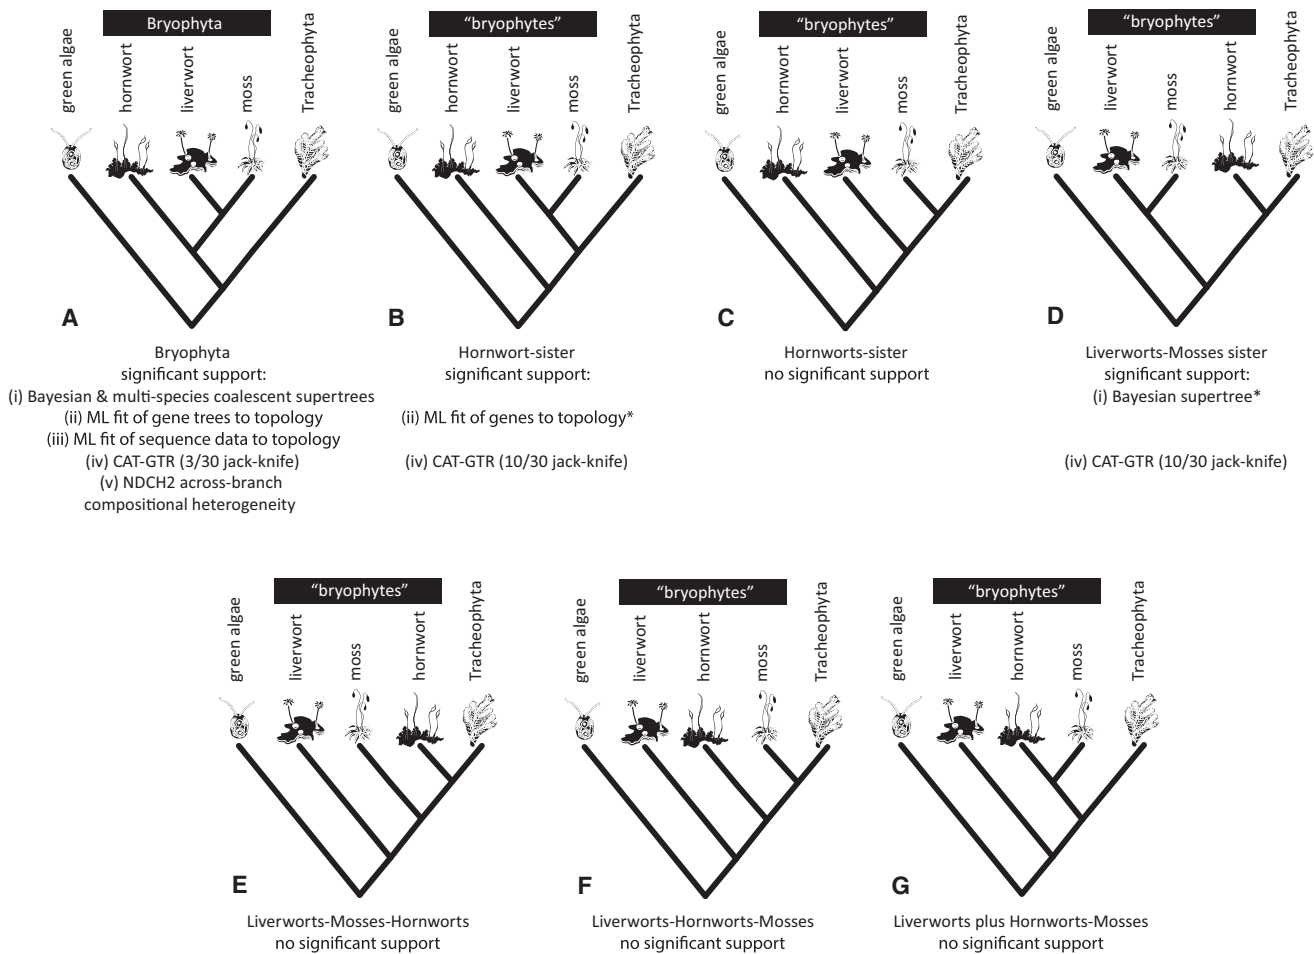 Bryophyta
green algae
hornwort
liverwort
moss
Tracheophyta
A
Bryophyta
significant support:
(i) Bayesian & multi-species coalescent supertrees
(ii) ML fit of gene trees to topology
(iii) ML fit of sequence data to topology
(iv) CAT-GTR (3/30 jack-knife)
(v) NDCH2 across-branch
compositional heterogeneity
“bryophytes”
green algae
hornwort
liverwort
moss
Tracheophyta
B
Hornwort-sister
significant support:
(ii) ML fit of genes to topology*
(iv) CAT-GTR (10/30 jack-knife)
“bryophytes”
green algae
hornwort
liverwort
moss
Tracheophyta
C
Hornworts-sister
no significant support
“bryophytes”
green algae
liverwort
moss
hornwort
Tracheophyta
D
Liverworts-Mosses sister
significant support:
(i) Bayesian supertree*
(iv) CAT-GTR (10/30 jack-knife)
“bryophytes”
green algae
liverwort
moss
hornwort
Tracheophyta
E
Liverworts-Mosses-Hornworts
no significant support
“bryophytes”
green algae
liverwort
hornwort
moss
Tracheophyta
F
Liverworts-Hornworts-Mosses
no significant support
“bryophytes”
green algae
liverwort
hornwort
moss
Tracheophyta
G
Liverworts plus Hornworts-Mosses
no significant support